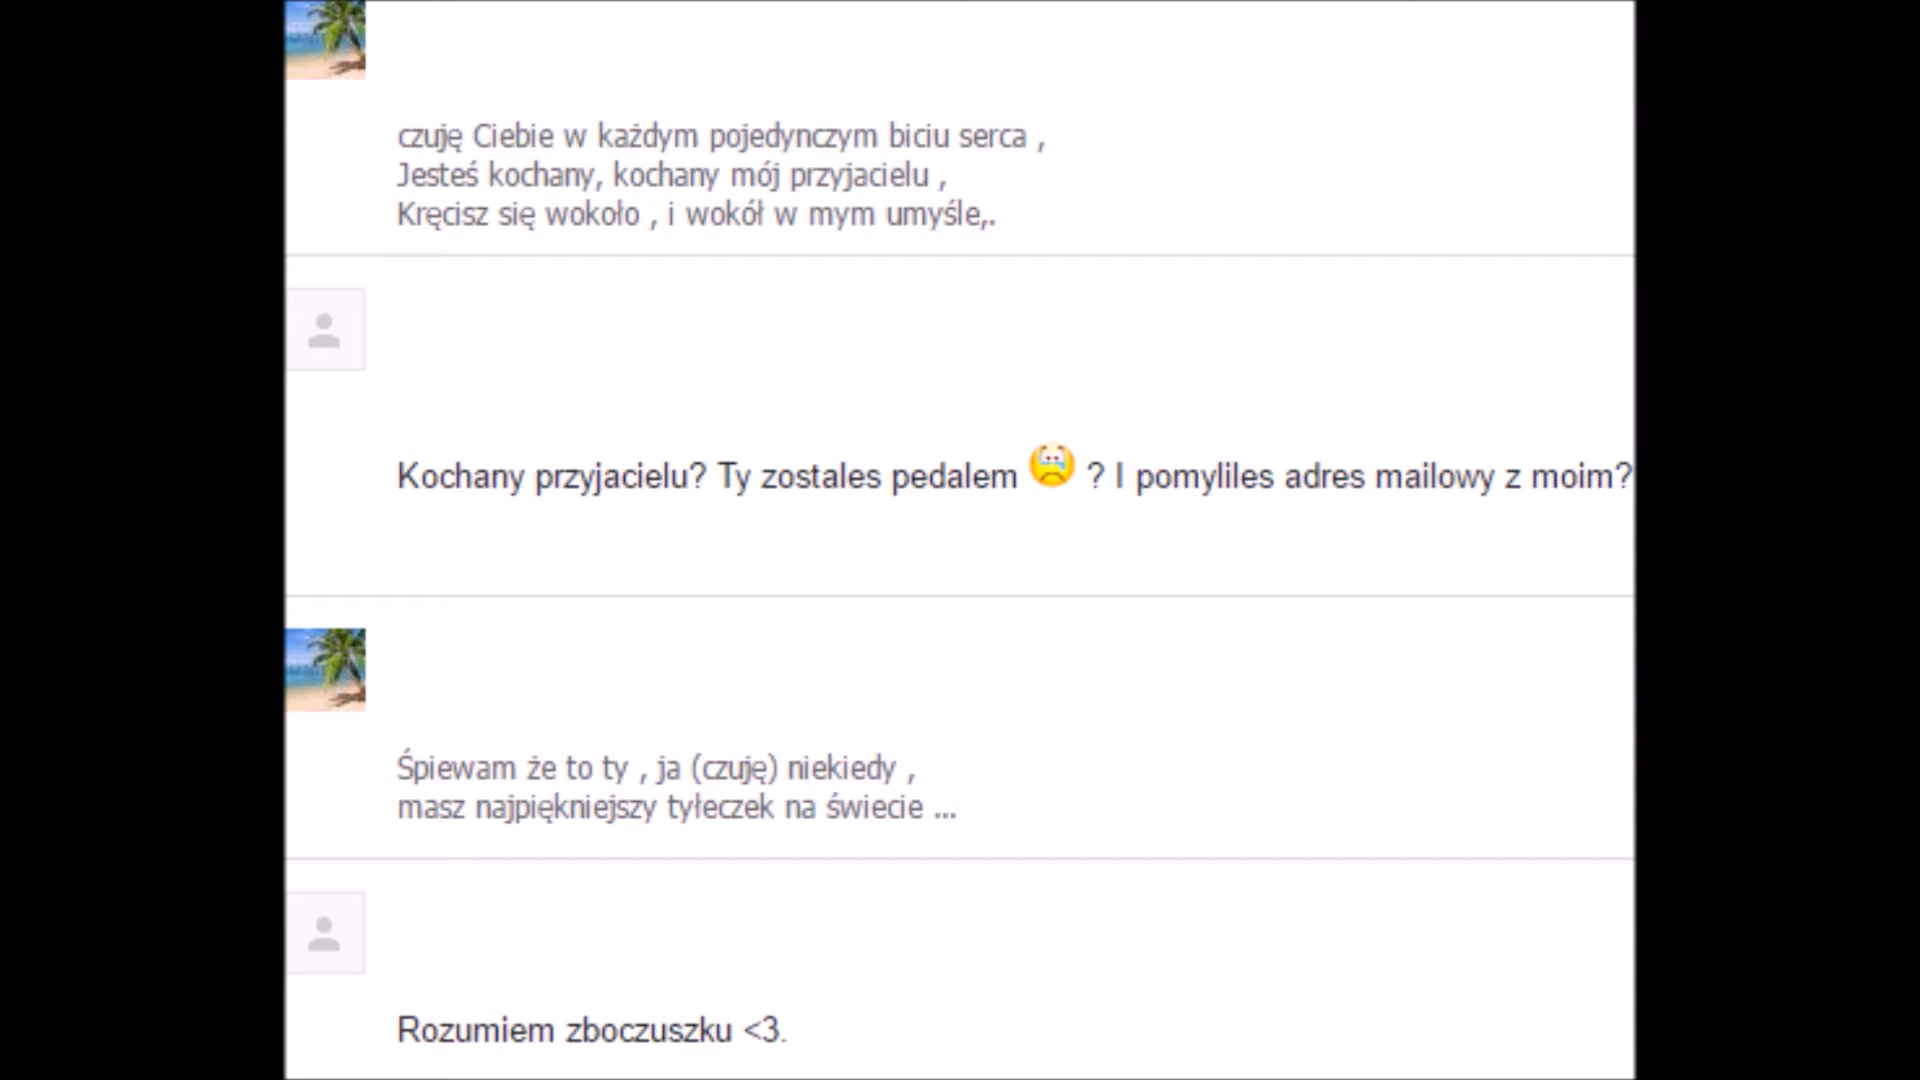 czuję Ciebie w każdym pojedynczym biciu serca ,
Jesteś kochany, kochany mój przyjacielu ,
Kręcisz się wokoło , i wokół w mym umyśle,.
Kochany przyjacielu? Ty zostales pedalem ? I pomyliles adres mailowy z moim?
Śpiewam że to ty , ja (czuję) niekiedy ,
masz najpiękniejszy tyłeczek na świecie ...
Rozumiem zboczuszku <3.